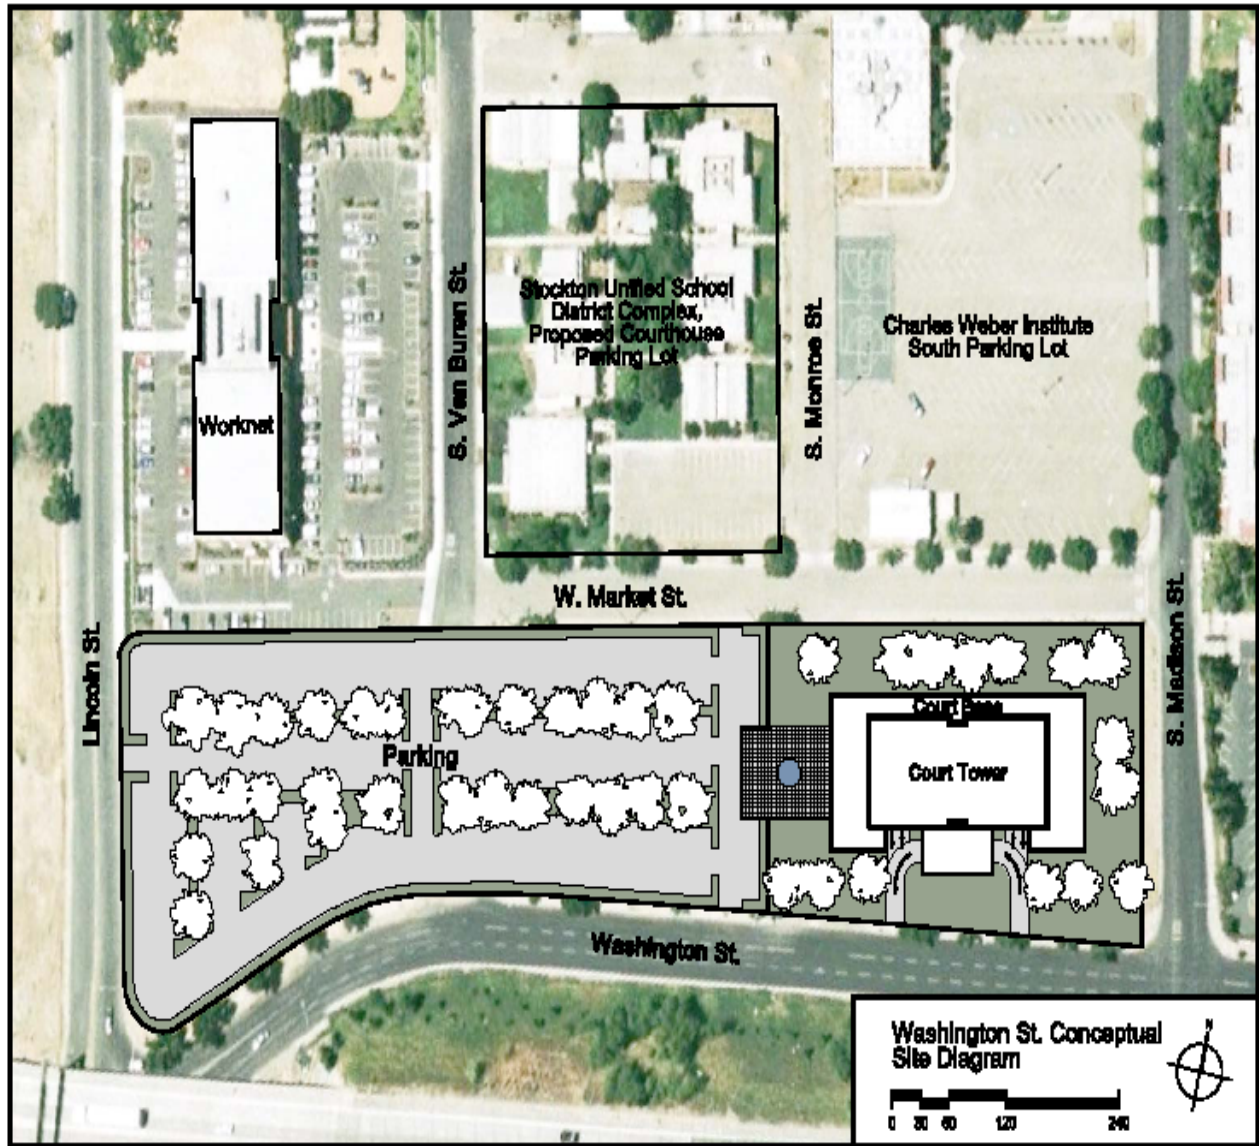 Stockton Unified School
District Complex,
Proposed Courthouse
Parking Lot
S. Van Buren St.
S. Monroe St.
Charles Weber Institute
South Parking Lot
Worknet
W. Market St.
Lincoln St.
S. Madison St.
Court Base
Parking
Court Tower
Washington St.
Washington St. Conceptual
Site Diagram
N
0 30 60 120 240